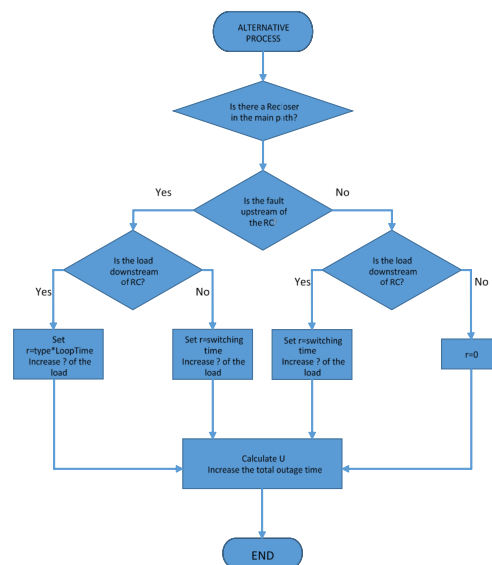 ALTERNATIVE
PROCESS
Is there a Recloser
in the main path?
Yes
No
Is the fault
upstream of
the RC
Is the load
downstream
of RC?
Is the load
downstream
of RC?
Yes
No
Yes
No
Set
r=type*LoopTime
Increase ? of the
load
Set r=switching
time
Increase ? of the
load
Set r=switching
time
Increase ? of the
load
r=0
Calculate U
Increase the total outage time
END